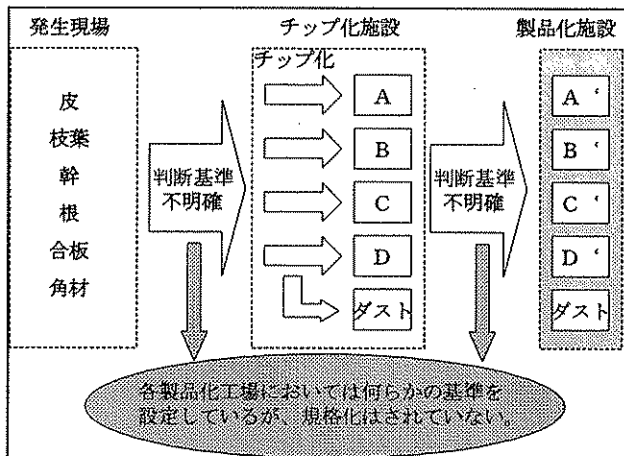 発生現場
チップ化施設
製品化施設
皮
枝葉
幹
根
合板
角材
判断基準
不明確
チップ化
A
B
C
D
ダスト
判断基準
不明確
A‘
B‘
C‘
D‘
ダスト
各製品化工場においては何らかの基準を
設定しているが、規格化はされていない。